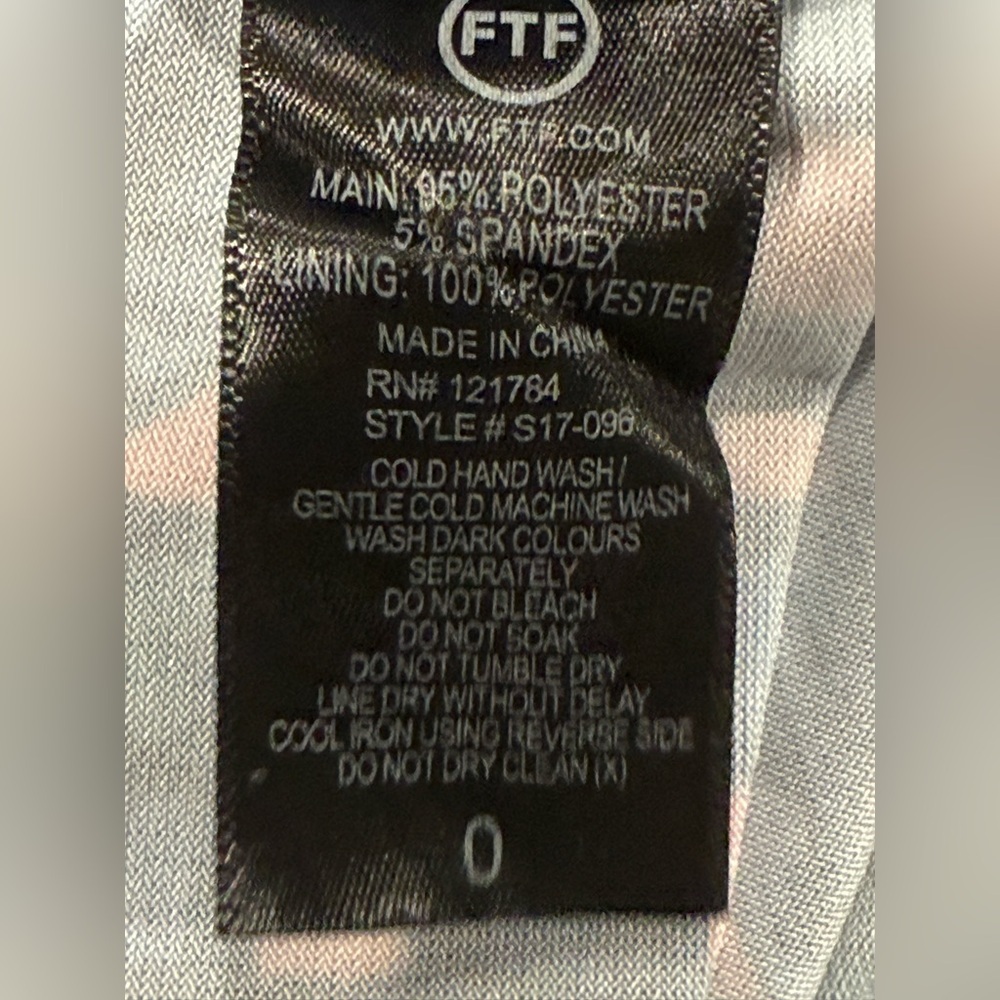 FTF
WWW.FTF.COM
MAIN: 95% POLYESTER
5% SPANDEX
LINING: 100% POLYESTER
MADE IN CHINA
RN# 121784
STYLE # S17-096
COLD HAND WASH /
GENTLE COLD MACHINE WASH
WASH DARK COLOURS
SEPARATELY
DO NOT BLEACH
DO NOT SOAK
DO NOT TUMBLE DRY
LINE DRY WITHOUT DELAY
COOL IRON USING REVERSE SIDE
DO NOT DRY CLEAN (X)
0